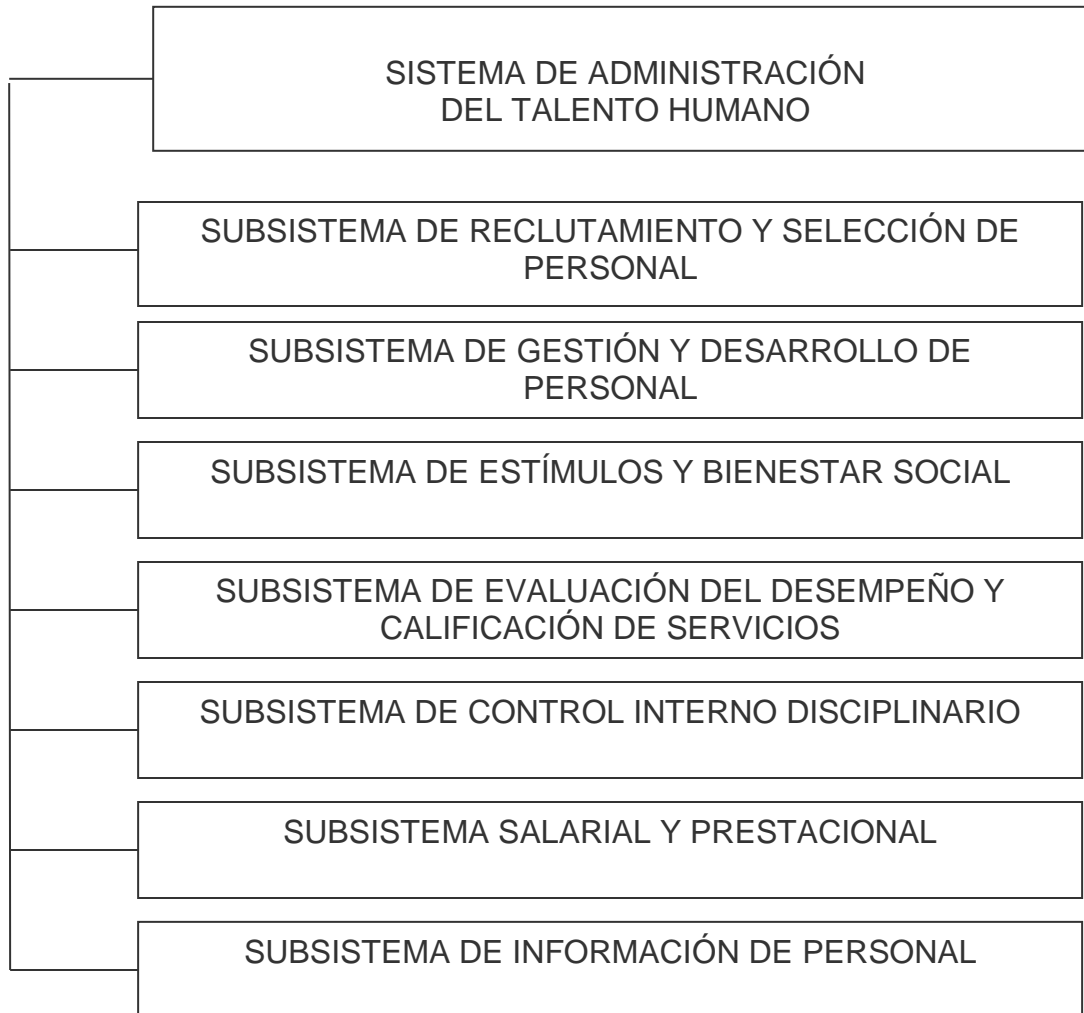 SISTEMA DE ADMINISTRACIÓN
DEL TALENTO HUMANO
SUBSISTEMA DE RECLUTAMIENTO Y SELECCIÓN DE
PERSONAL
SUBSISTEMA DE GESTIÓN Y DESARROLLO DE
PERSONAL
SUBSISTEMA DE ESTÍMULOS Y BIENESTAR SOCIAL
SUBSISTEMA DE EVALUACIÓN DEL DESEMPEÑO Y
CALIFICACIÓN DE SERVICIOS
SUBSISTEMA DE CONTROL INTERNO DISCIPLINARIO
SUBSISTEMA SALARIAL Y PRESTACIONAL
SUBSISTEMA DE INFORMACIÓN DE PERSONAL